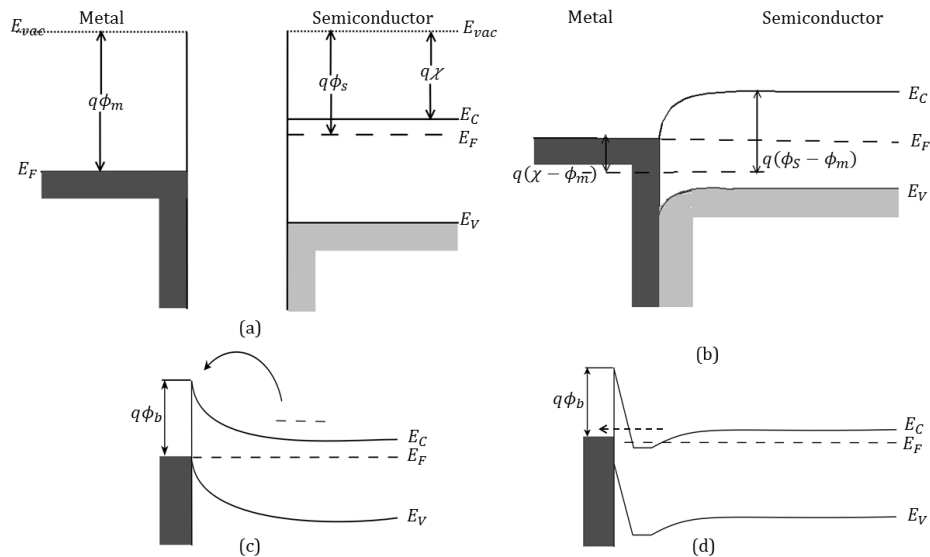 Metal
Semiconductor
E_vac
E_vac
qϕ_m
qϕ_s
qχ
E_C
E_F
E_F
E_V
(a)
Metal
Semiconductor
E_C
E_F
q(χ − ϕ_m)
q(ϕ_S − ϕ_m)
E_V
(b)
qϕ_b
E_C
E_F
E_V
(c)
qϕ_b
E_C
E_F
E_V
(d)